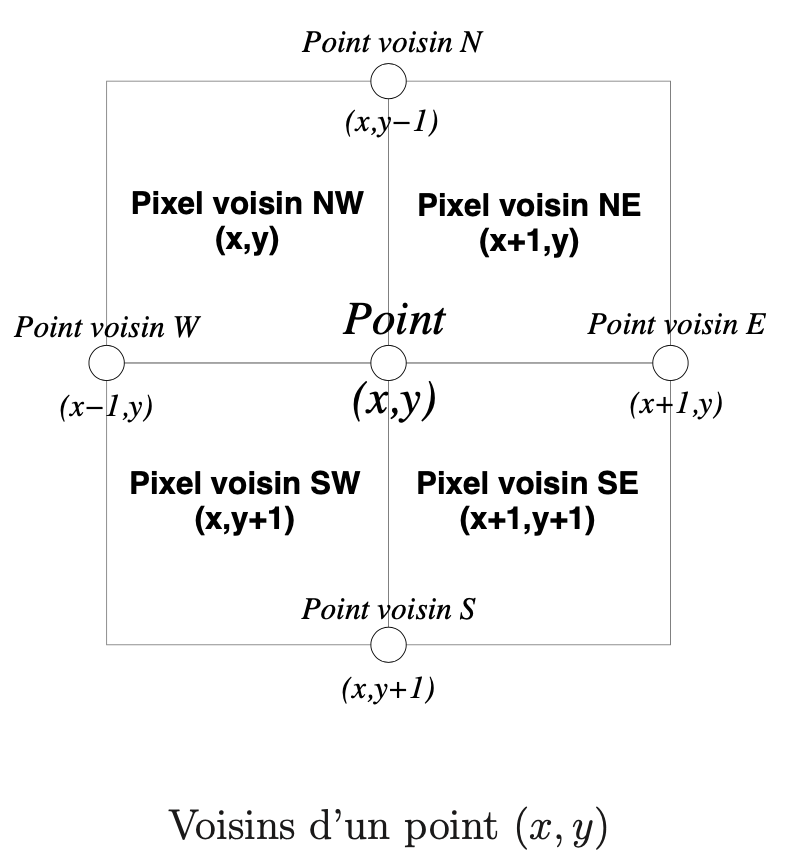 Point voisin N
(x,y−1)
Pixel voisin NW
(x,y)
Pixel voisin NE
(x+1,y)
Point voisin W
(x−1,y)
Point
(x,y)
Point voisin E
(x+1,y)
Pixel voisin SW
(x,y+1)
Pixel voisin SE
(x+1,y+1)
Point voisin S
(x,y+1)
Voisins d'un point (x, y)